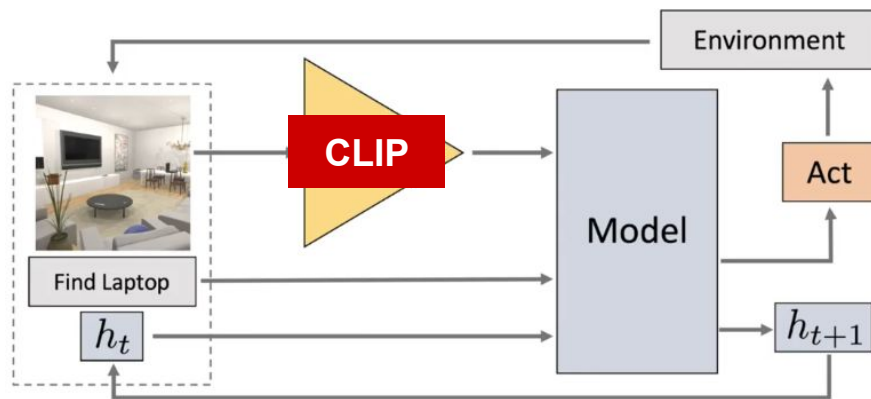 Environment
CLIP
Act
Model
Find Laptop
h_t
h_{t+1}